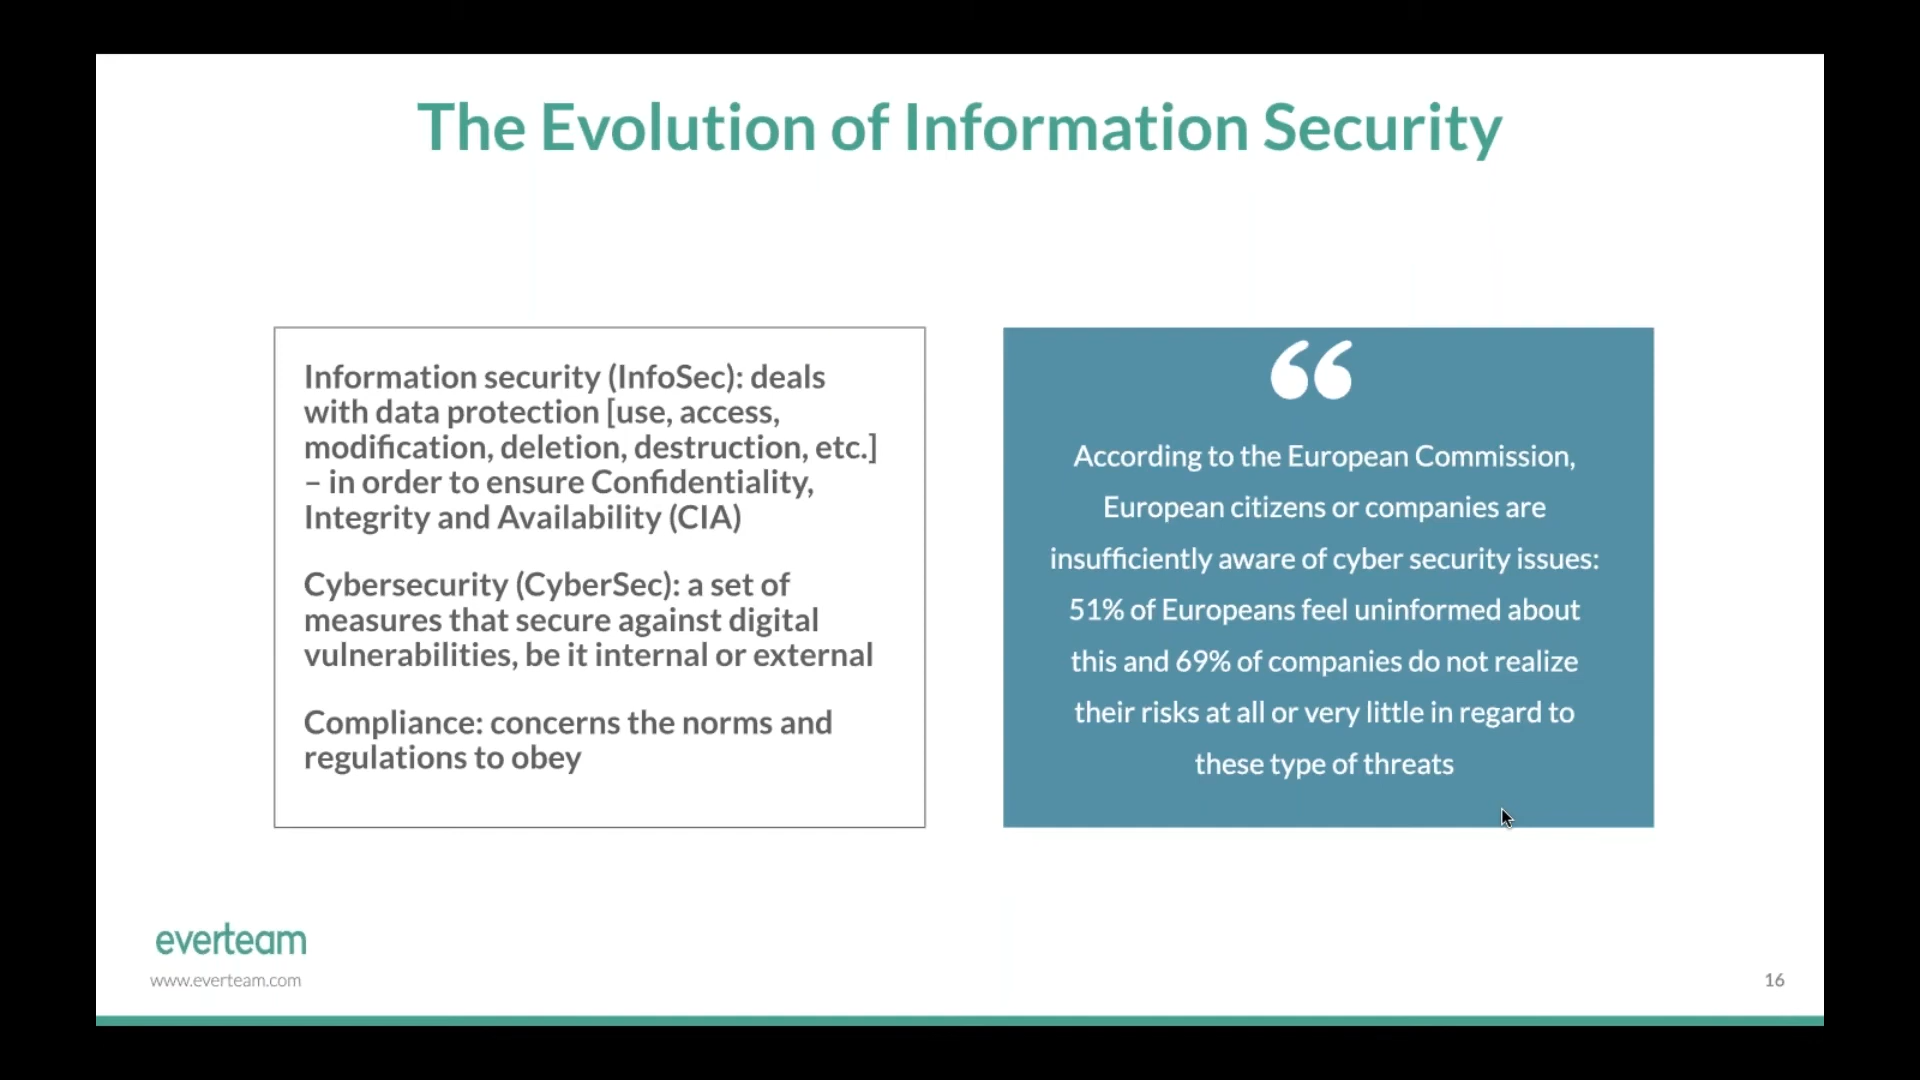 The Evolution of Information Security
Information security (InfoSec): deals
with data protection [use, access,
modification, deletion, destruction, etc.]
– in order to ensure Confidentiality,
Integrity and Availability (CIA)
Cybersecurity (CyberSec): a set of
measures that secure against digital
vulnerabilities, be it internal or external
Compliance: concerns the norms and
regulations to obey
“
According to the European Commission,
European citizens or companies are
insufficiently aware of cyber security issues:
51% of Europeans feel uninformed about
this and 69% of companies do not realize
their risks at all or very little in regard to
these type of threats
everteam
www.everteam.com
16